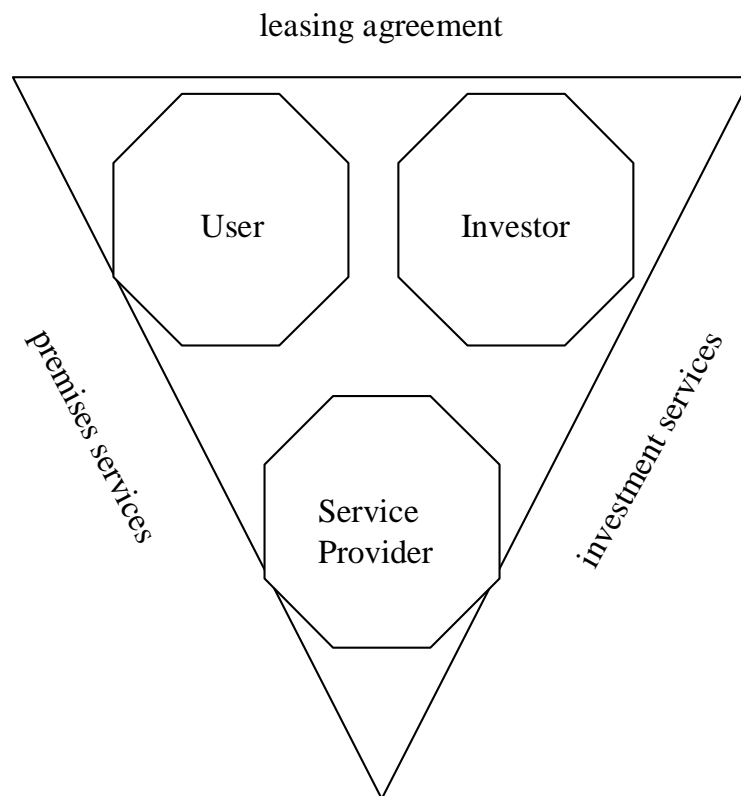 leasing agreement
User
Investor
premises services
investment services
Service
Provider